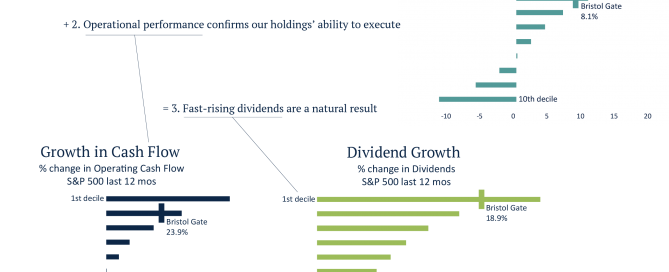 + 2. Operational performance confirms our holdings' ability to execute
Bristol Gate
8.1%
10th decile
-10 -5 0 5 10 15 20
= 3. Fast-rising dividends are a natural result
Growth in Cash Flow
% change in Operating Cash Flow
S&P 500 last 12 mos
1st decile
Bristol Gate
23.9%
Dividend Growth
% change in Dividends
S&P 500 last 12 mos
1st decile
Bristol Gate
18.9%